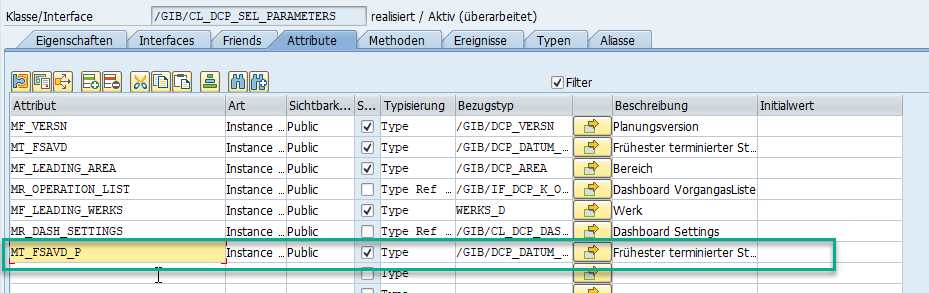 Klasse/Interface /GIB/CL_DCP_SEL_PARAMETERS realisiert / Aktiv (überarbeitet)
Eigenschaften Interfaces Friends Attribute Methoden Ereignisse Typen Aliasse
Filter
Attribut Art Sichtbark... S... Typisierung Bezugstyp Beschreibung Initialwert
MF_VERSN Instance ... Public Type /GIB/DCP_VERSN Planungsversion
MT_FSAVD Instance ... Public Type /GIB/DCP_DATUM_... Frühester terminierter St...
MF_LEADING_AREA Instance ... Public Type /GIB/DCP_AREA Bereich
MR_OPERATION_LIST Instance ... Public Type Ref ... /GIB/IF_DCP_K_O... Dashboard VorgangasListe
MF_LEADING_WERKS Instance ... Public Type WERKS_D Werk
MR_DASH_SETTINGS Instance ... Public Type Ref ... /GIB/CL_DCP_DAS... Dashboard Settings
MT_FSAVD_P Instance ... Public Type /GIB/DCP_DATUM_... Frühester terminierter St...
Type